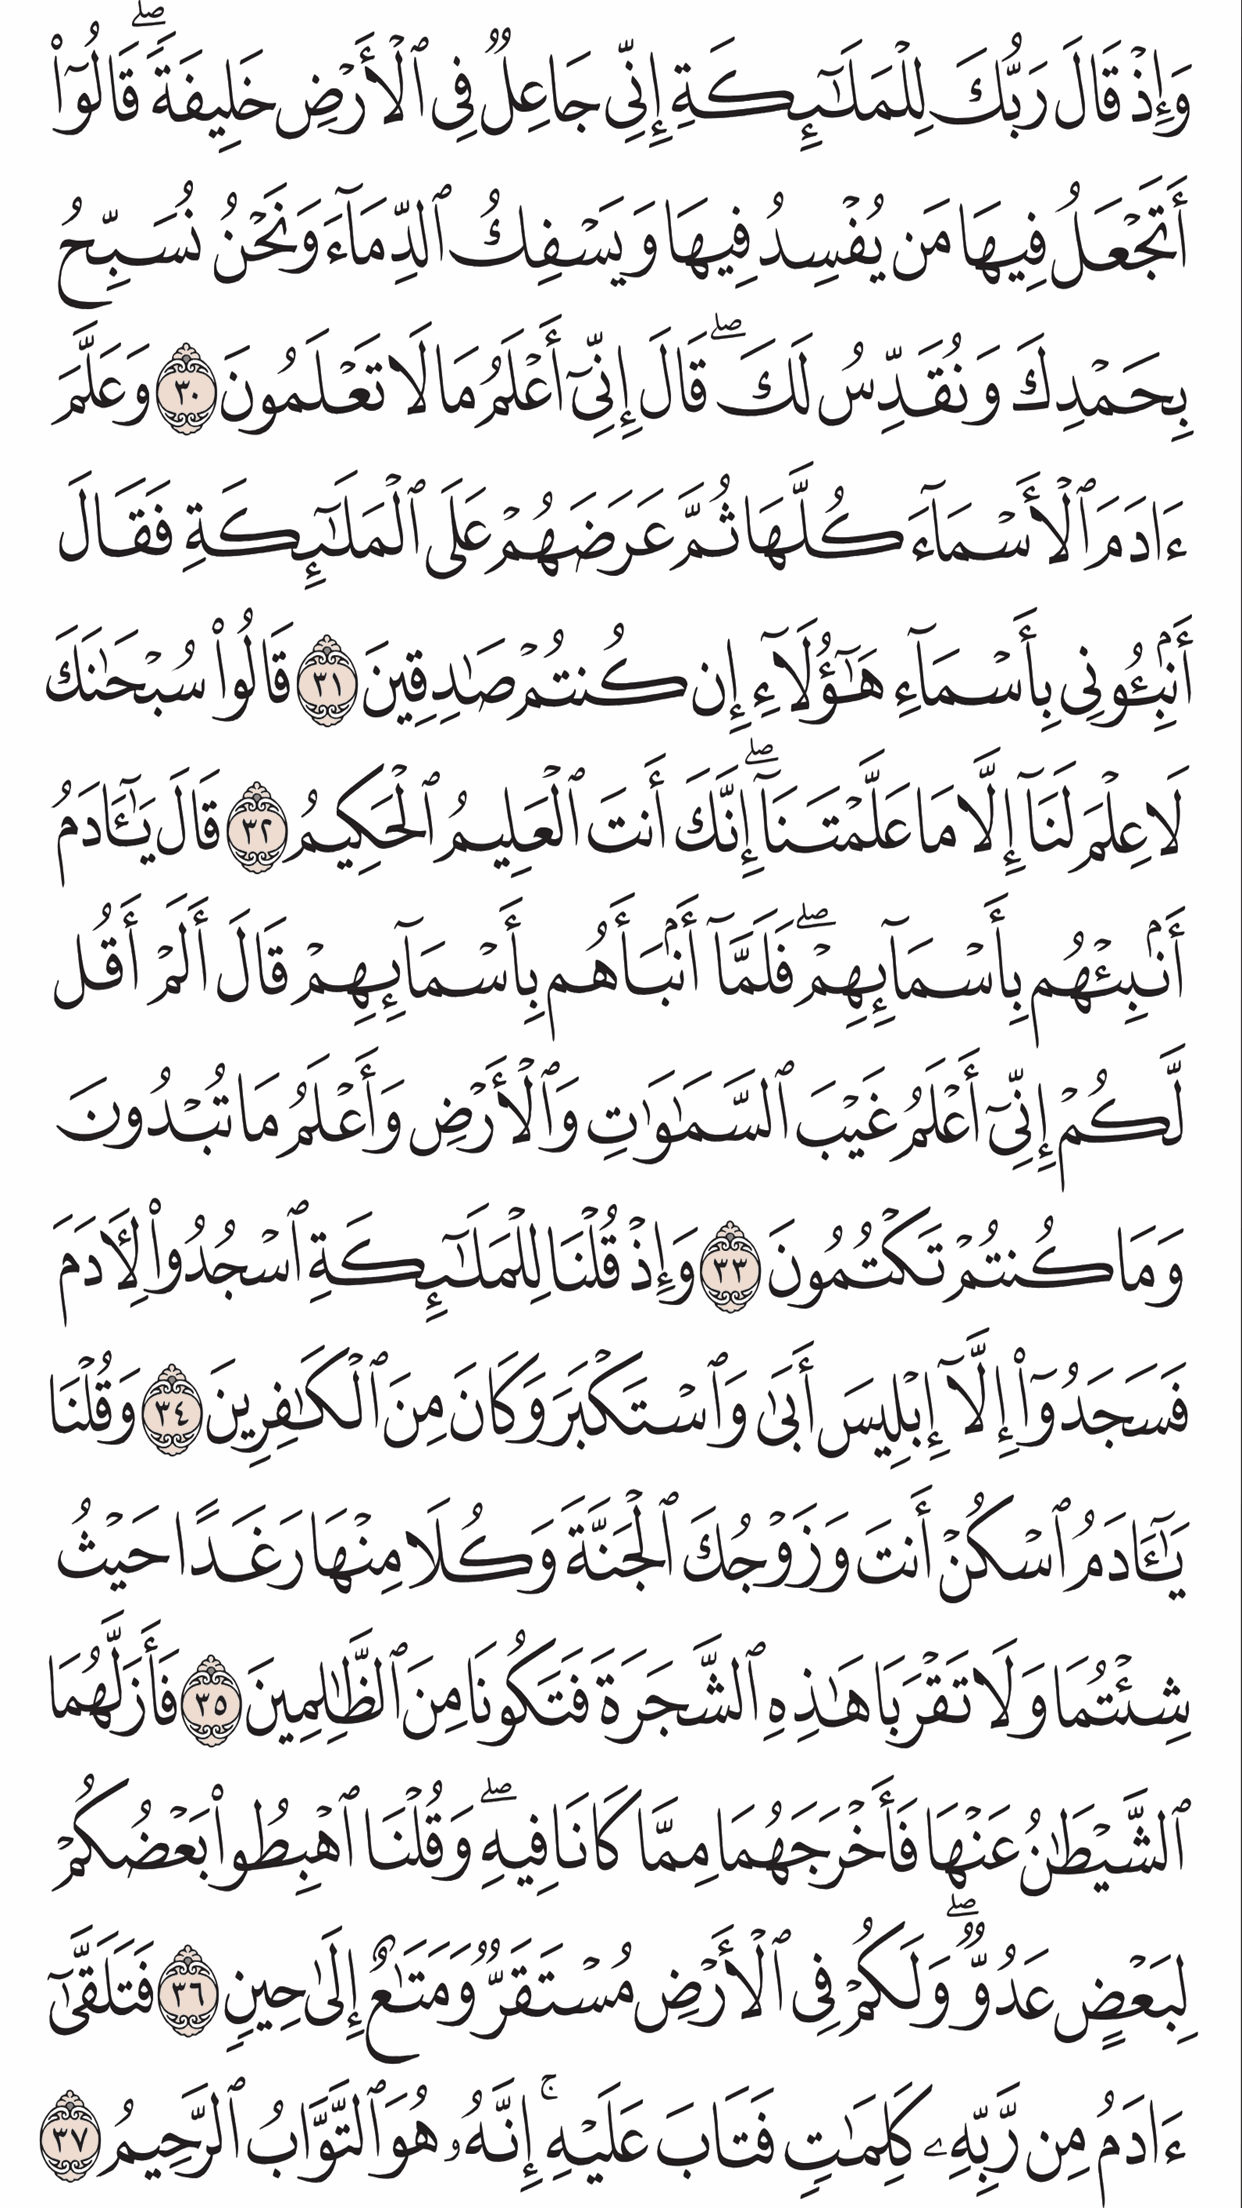 وَإِذْ قَالَ رَبُّكَ لِلْمَلَـٰٓئِكَةِ إِنِّى جَاعِلٌ فِى ٱلْأَرْضِ خَلِيفَةً ۖ قَالُوٓا۟
أَتَجْعَلُ فِيهَا مَن يُفْسِدُ فِيهَا وَيَسْفِكُ ٱلدِّمَآءَ وَنَحْنُ نُسَبِّحُ
بِحَمْدِكَ وَنُقَدِّسُ لَكَ ۖ قَالَ إِنِّىٓ أَعْلَمُ مَا لَا تَعْلَمُونَ ٣٠ وَعَلَّمَ
ءَادَمَ ٱلْأَسْمَآءَ كُلَّهَا ثُمَّ عَرَضَهُمْ عَلَى ٱلْمَلَـٰٓئِكَةِ فَقَالَ
أَنۢبِـُٔونِى بِأَسْمَآءِ هَـٰٓؤُلَآءِ إِن كُنتُمْ صَـٰدِقِينَ ٣١ قَالُوا۟ سُبْحَـٰنَكَ
لَا عِلْمَ لَنَآ إِلَّا مَا عَلَّمْتَنَآ ۖ إِنَّكَ أَنتَ ٱلْعَلِيمُ ٱلْحَكِيمُ ٣٢ قَالَ يَـٰٓـَٔادَمُ
أَنۢبِئْهُم بِأَسْمَآئِهِمْ ۖ فَلَمَّآ أَنۢبَأَهُم بِأَسْمَآئِهِمْ قَالَ أَلَمْ أَقُل
لَّكُمْ إِنِّىٓ أَعْلَمُ غَيْبَ ٱلسَّمَـٰوَٰتِ وَٱلْأَرْضِ وَأَعْلَمُ مَا تُبْدُونَ
وَمَا كُنتُمْ تَكْتُمُونَ ٣٣ وَإِذْ قُلْنَا لِلْمَلَـٰٓئِكَةِ ٱسْجُدُوا۟ لِـَٔادَمَ
فَسَجَدُوٓا۟ إِلَّآ إِبْلِيسَ أَبَىٰ وَٱسْتَكْبَرَ وَكَانَ مِنَ ٱلْكَـٰفِرِينَ ٣٤ وَقُلْنَا
يَـٰٓـَٔادَمُ ٱسْكُنْ أَنتَ وَزَوْجُكَ ٱلْجَنَّةَ وَكُلَا مِنْهَا رَغَدًا حَيْثُ
شِئْتُمَا وَلَا تَقْرَبَا هَـٰذِهِ ٱلشَّجَرَةَ فَتَكُونَا مِنَ ٱلظَّـٰلِمِينَ ٣٥ فَأَزَلَّهُمَا
ٱلشَّيْطَـٰنُ عَنْهَا فَأَخْرَجَهُمَا مِمَّا كَانَا فِيهِ ۖ وَقُلْنَا ٱهْبِطُوا۟ بَعْضُكُمْ
لِبَعْضٍ عَدُوٌّ ۖ وَلَكُمْ فِى ٱلْأَرْضِ مُسْتَقَرٌّ وَمَتَـٰعٌ إِلَىٰ حِينٍ ٣٦ فَتَلَقَّىٰٓ
ءَادَمُ مِن رَّبِّهِۦ كَلِمَـٰتٍ فَتَابَ عَلَيْهِ ۚ إِنَّهُۥ هُوَ ٱلتَّوَّابُ ٱلرَّحِيمُ ٣٧